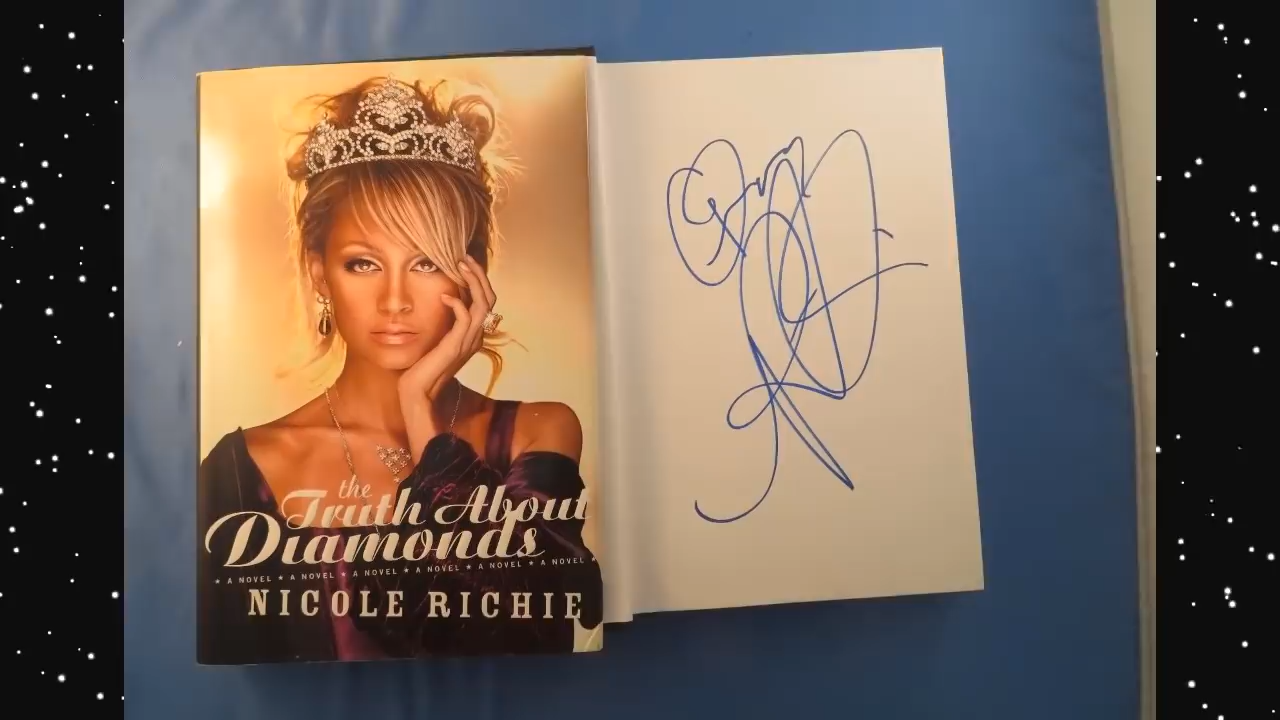 the
Truth About
Diamonds
★ A NOVEL ★ A NOVEL ★ A NOVEL ★ A NOVEL ★ A NOVEL ★ A NOVEL ★
NICOLE RICHIE